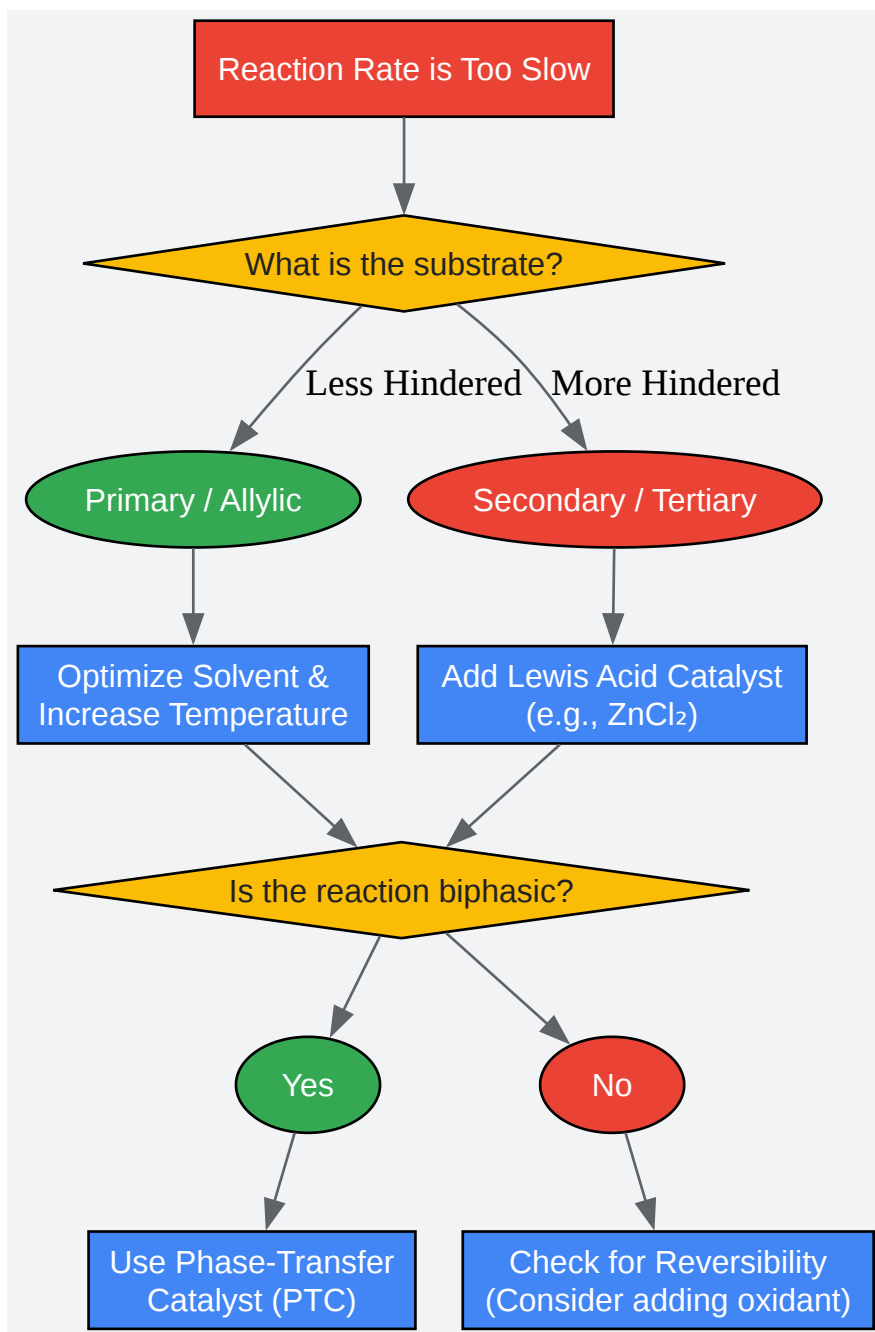 Reaction Rate is Too Slow
What is the substrate?
Less Hindered
More Hindered
Primary / Allylic
Secondary / Tertiary
Optimize Solvent &
Increase Temperature
Add Lewis Acid Catalyst
(e.g., ZnCl₂)
Is the reaction biphasic?
Yes
No
Use Phase-Transfer
Catalyst (PTC)
Check for Reversibility
(Consider adding oxidant)